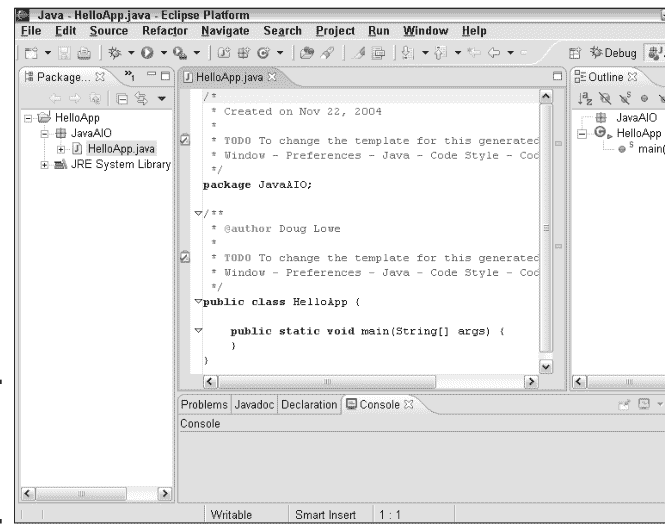 Java - HelloApp.java - Eclipse Platform
File Edit Source Refactor Navigate Search Project Run Window Help
Debug
Package...
HelloApp
JavaAIO
HelloApp.java
JRE System Library
HelloApp.java
/*
* Created on Nov 22, 2004
*
* TODO To change the template for this generated
* Window - Preferences - Java - Code Style - Cod
*/
package JavaAIO;
/**
* @author Doug Lowe
*
* TODO To change the template for this generated
* Window - Preferences - Java - Code Style - Cod
*/
public class HelloApp {
public static void main(String[] args) {
}
}
Outline
JavaAIO
HelloApp
main(
Problems Javadoc Declaration Console
Console
Writable Smart Insert 1 : 1